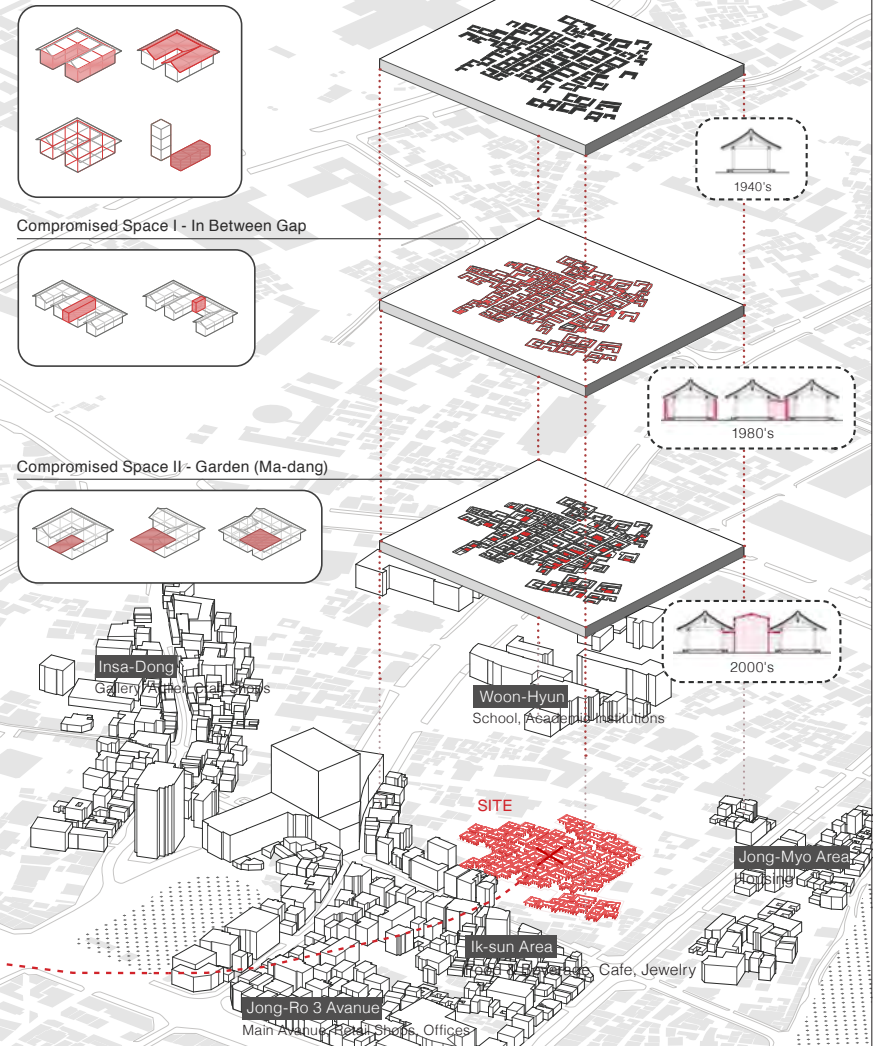 1940's
Compromised Space I - In Between Gap
1980's
Compromised Space II - Garden (Ma-dang)
2000's
Insa-Dong
Gallery, Atlier, Craft Shops
Woon-Hyun
School, Academic Institutions
SITE
Jong-Myo Area
Housing
Ik-sun Area
Food & Beverage, Cafe, Jewelry
Jong-Ro 3 Avanue
Main Avanue, Retail Shops, Offices